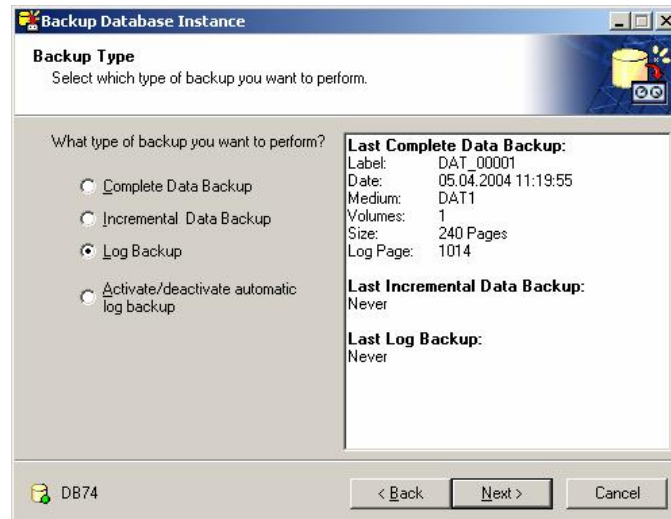 Backup Database Instance
Backup Type
Select which type of backup you want to perform.
What type of backup you want to perform?
Complete Data Backup
Incremental Data Backup
Log Backup
Activate/deactivate automatic
log backup
Last Complete Data Backup:
Label: DAT_00001
Date: 05.04.2004 11:19:55
Medium: DAT1
Volumes: 1
Size: 240 Pages
Log Page: 1014
Last Incremental Data Backup:
Never
Last Log Backup:
Never
DB74
< Back
Next >
Cancel